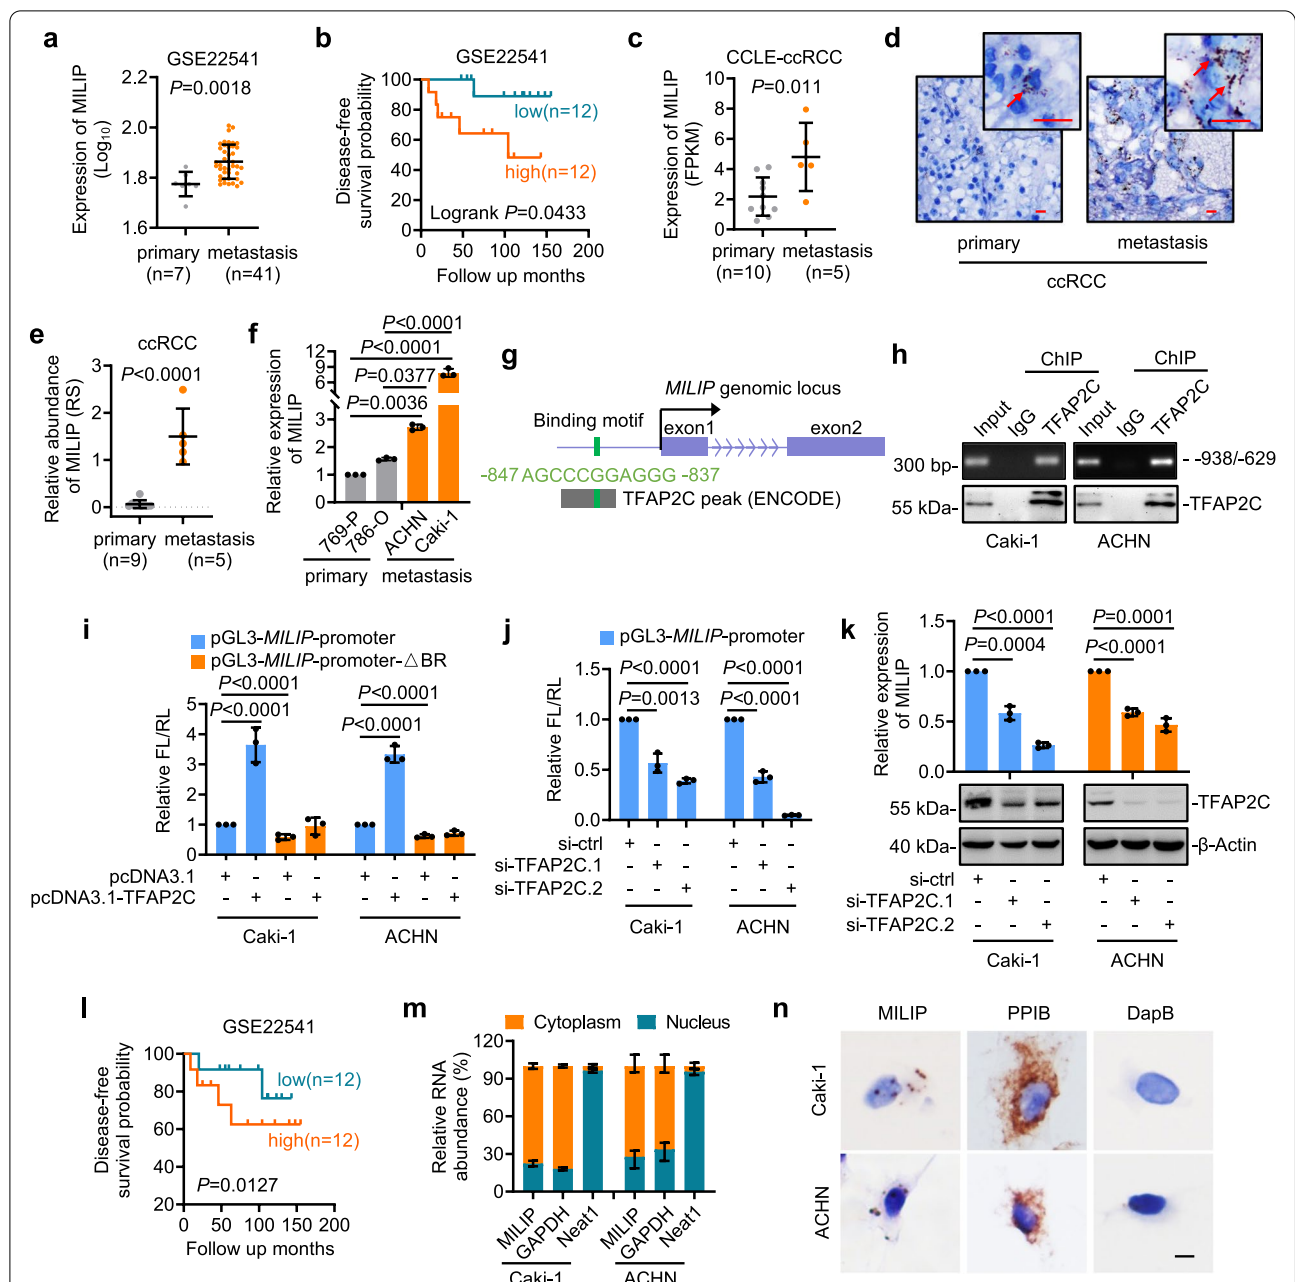 a
GSE22541
Expression of MILIP
(Log10)
2.2
2.0
1.8
1.6
P=0.0018
primary
(n=7)
metastasis
(n=41)
b
GSE22541
Disease-free
survival probability
100
80
60
40
20
0
low(n=12)
high(n=12)
Logrank P=0.0433
0 50 100 150 200
Follow up months
c
CCLE-ccRCC
Expression of MILIP
(FPKM)
10
8
6
4
2
0
P=0.011
primary
(n=10)
metastasis
(n=5)
d
primary
metastasis
ccRCC
e
ccRCC
Relative abundance
of MILIP (RS)
3
2
1
0
P<0.0001
primary
(n=9)
metastasis
(n=5)
f
Relative expression
of MILIP
12
9
6
3
2
1
0
P<0.0001
P<0.0001
P=0.0377
P=0.0036
769-P
786-O
ACHN
Caki-1
primary
metastasis
g
MILIP genomic locus
Binding motif
exon1
exon2
-847 AGCCCGGAGGG -837
TFAP2C peak (ENCODE)
h
ChIP
ChIP
Input
IgG
TFAP2C
Input
IgG
TFAP2C
300 bp-
- -938/-629
55 kDa-
-TFAP2C
Caki-1
ACHN
i
pGL3-MILIP-promoter
pGL3-MILIP-promoter-△BR
Relative FL/RL
5
4
3
2
1
0
P<0.0001
P<0.0001
P<0.0001
P<0.0001
pcDNA3.1 + - + - + - + -
pcDNA3.1-TFAP2C - + - + - + - +
Caki-1
ACHN
j
pGL3-MILIP-promoter
Relative FL/RL
1.5
1.0
0.5
0.0
P<0.0001
P=0.0013
P<0.0001
P<0.0001
si-ctrl + - - + - -
si-TFAP2C.1 - + - - + -
si-TFAP2C.2 - - + - - +
Caki-1
ACHN
k
Relative expression
of MILIP
1.0
0.5
0.0
P<0.0001
P=0.0004
P=0.0001
P<0.0001
55 kDa-
-TFAP2C
40 kDa-
-β-Actin
si-ctrl + - - + - -
si-TFAP2C.1 - + - - + -
si-TFAP2C.2 - - + - - +
Caki-1
ACHN
l
GSE22541
Disease-free
survival probability
100
80
60
40
20
low(n=12)
high(n=12)
P=0.0127
0 50 100 150 200
Follow up months
m
Cytoplasm
Nucleus
Relative RNA
abundance (%)
120
90
60
30
0
MILIP
GAPDH
Neat1
MILIP
GAPDH
Neat1
Caki-1
ACHN
n
MILIP
PPIB
DapB
Caki-1
ACHN